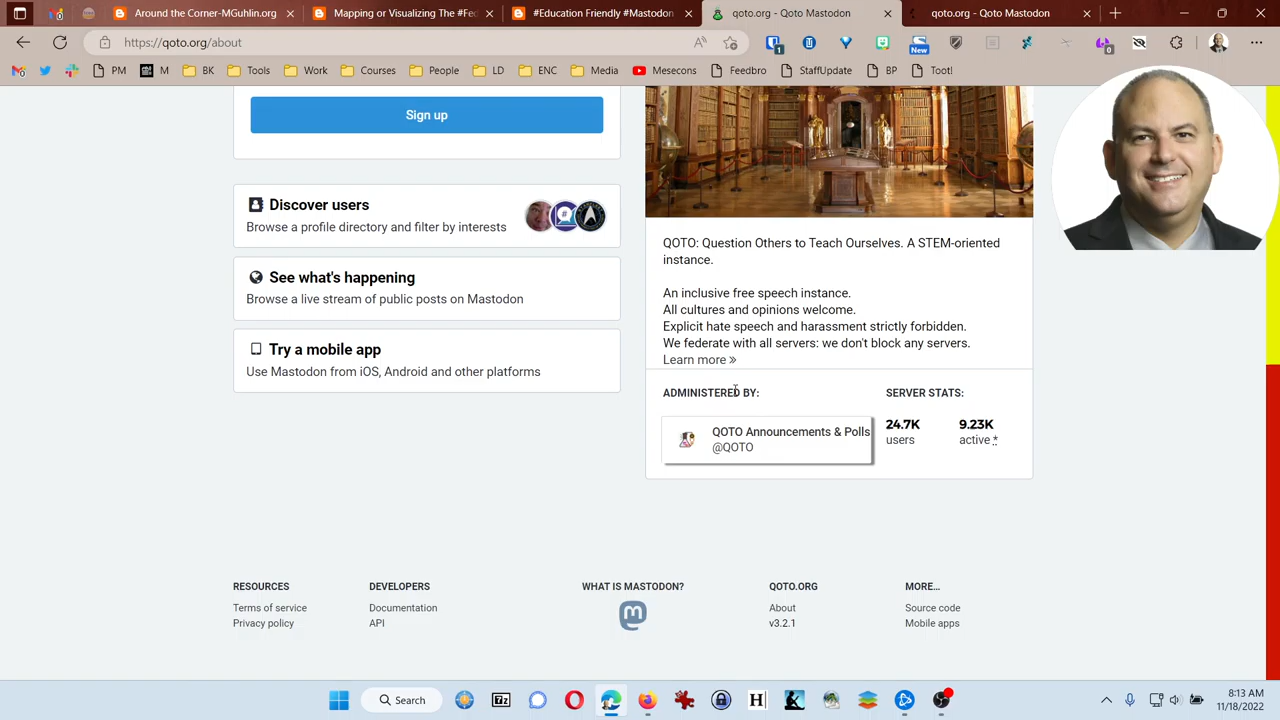 Around the Corner-MGuhlin.org
Mapping or Visualizing The #Fed
#Education Friendly #Mastodon
qoto.org - Qoto Mastodon
qoto.org - Qoto Mastodon
https://qoto.org/about
1
New
0
PM
M
BK
Tools
Work
Courses
People
LD
ENC
Media
Mesecons
Feedbro
StaffUpdate
BP
Toot!
Sign up
Discover users
Browse a profile directory and filter by interests
See what's happening
Browse a live stream of public posts on Mastodon
Try a mobile app
Use Mastodon from iOS, Android and other platforms
QOTO: Question Others to Teach Ourselves. A STEM-oriented
instance.
An inclusive free speech instance.
All cultures and opinions welcome.
Explicit hate speech and harassment strictly forbidden.
We federate with all servers: we don't block any servers.
Learn more »
ADMINISTERED BY:
QOTO Announcements & Polls
@QOTO
SERVER STATS:
24.7K
users
9.23K
active *
RESOURCES
Terms of service
Privacy policy
DEVELOPERS
Documentation
API
WHAT IS MASTODON?
QOTO.ORG
About
v3.2.1
MORE…
Source code
Mobile apps
Search
8:13 AM
11/18/2022